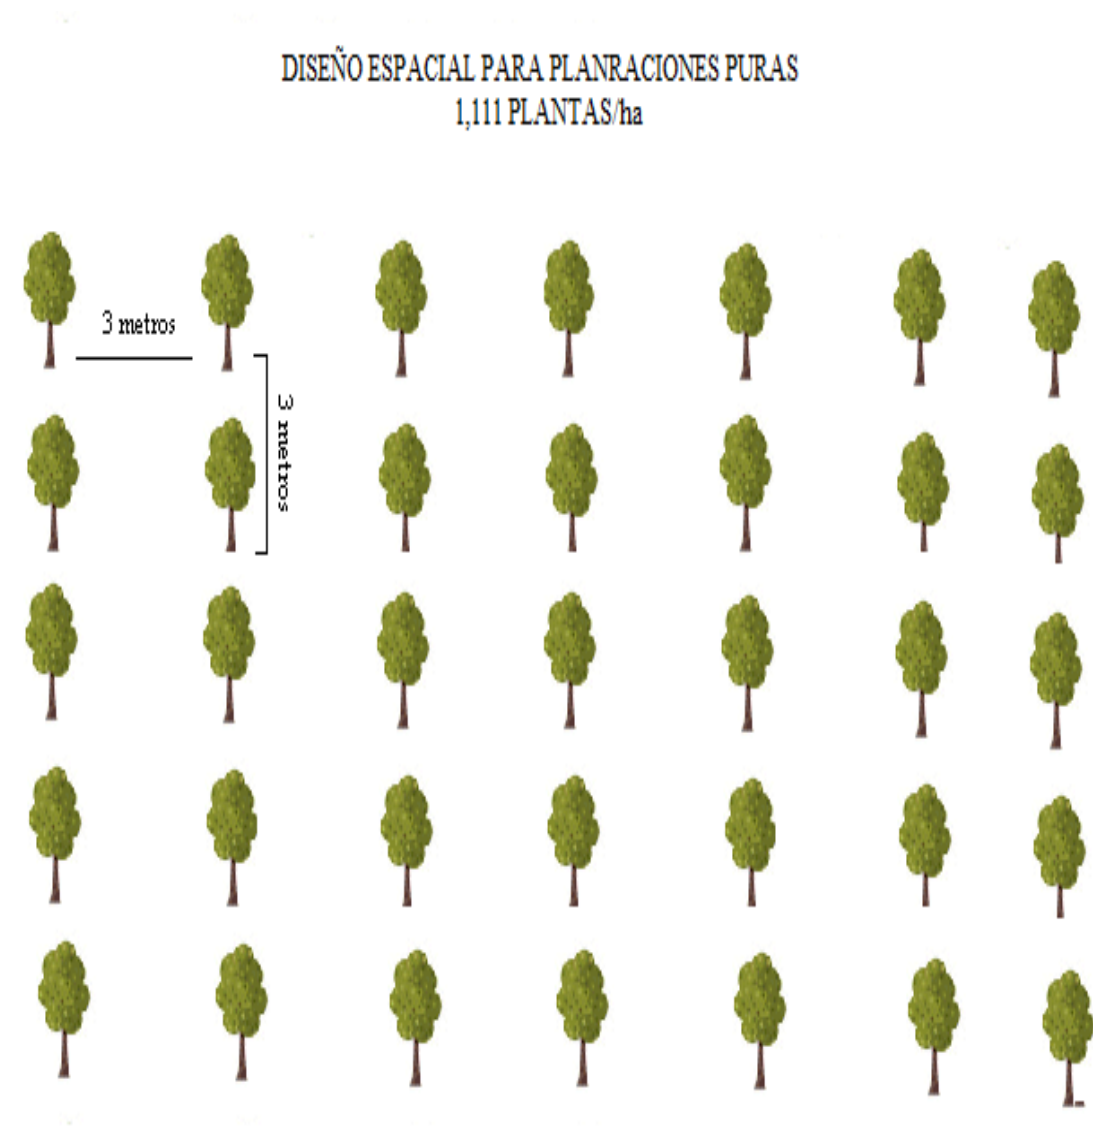 DISEÑO ESPACIAL PARA PLANRACIONES PURAS
1,111 PLANTAS/ha
3 metros
3 metros